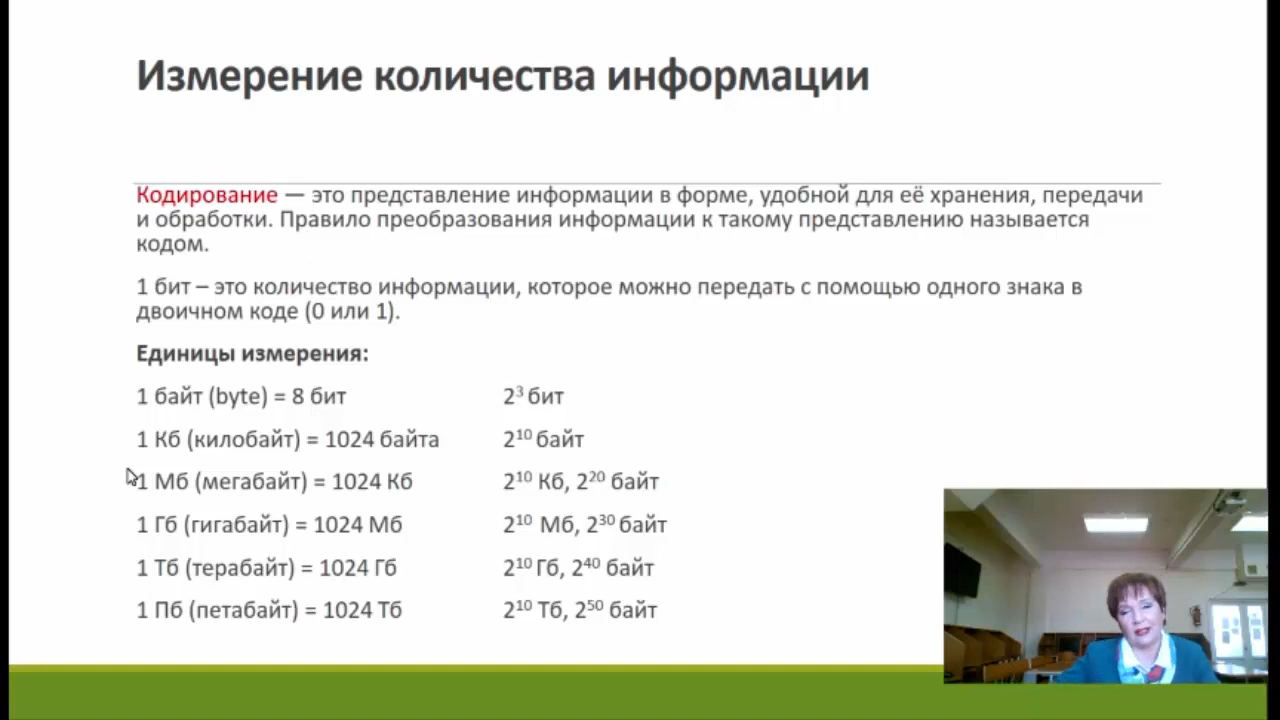 Измерение количества информации
Кодирование — это представление информации в форме, удобной для её хранения, передачи
и обработки. Правило преобразования информации к такому представлению называется
кодом.
1 бит – это количество информации, которое можно передать с помощью одного знака в
двоичном коде (0 или 1).
Единицы измерения:
1 байт (byte) = 8 бит 2³ бит
1 Кб (килобайт) = 1024 байта 2¹⁰ байт
1 Мб (мегабайт) = 1024 Кб 2¹⁰ Кб, 2²⁰ байт
1 Гб (гигабайт) = 1024 Мб 2¹⁰ Мб, 2³⁰ байт
1 Тб (терабайт) = 1024 Гб 2¹⁰ Гб, 2⁴⁰ байт
1 Пб (петабайт) = 1024 Тб 2¹⁰ Тб, 2⁵⁰ байт